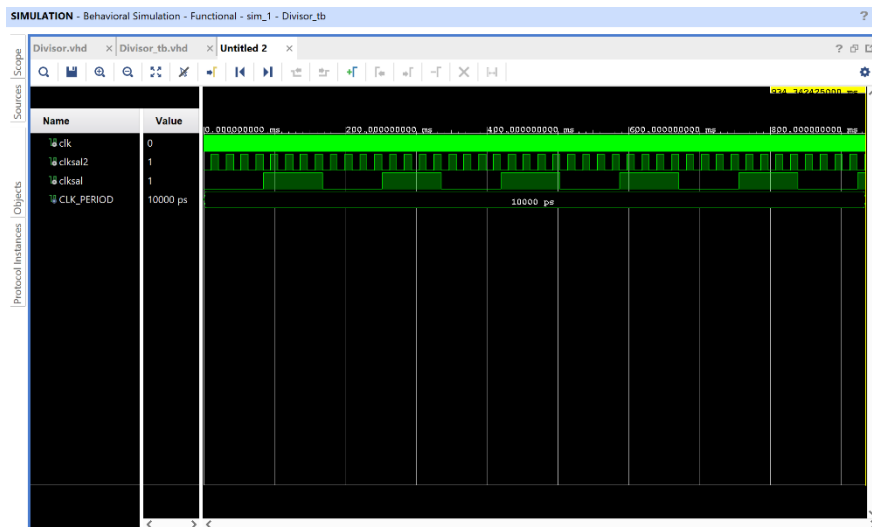 SIMULATION - Behavioral Simulation - Functional - sim_1 - Divisor_tb ?
Divisor.vhd × Divisor_tb.vhd × Untitled 2 × ?
Scope
Sources
Objects
Protocol Instances
934.342425000 ms
Name Value
0.000000000 ms 200.000000000 ms 400.000000000 ms 600.000000000 ms 800.000000000 ms
clk 0
clksal2 1
clksal 1
CLK_PERIOD 10000 ps 10000 ps